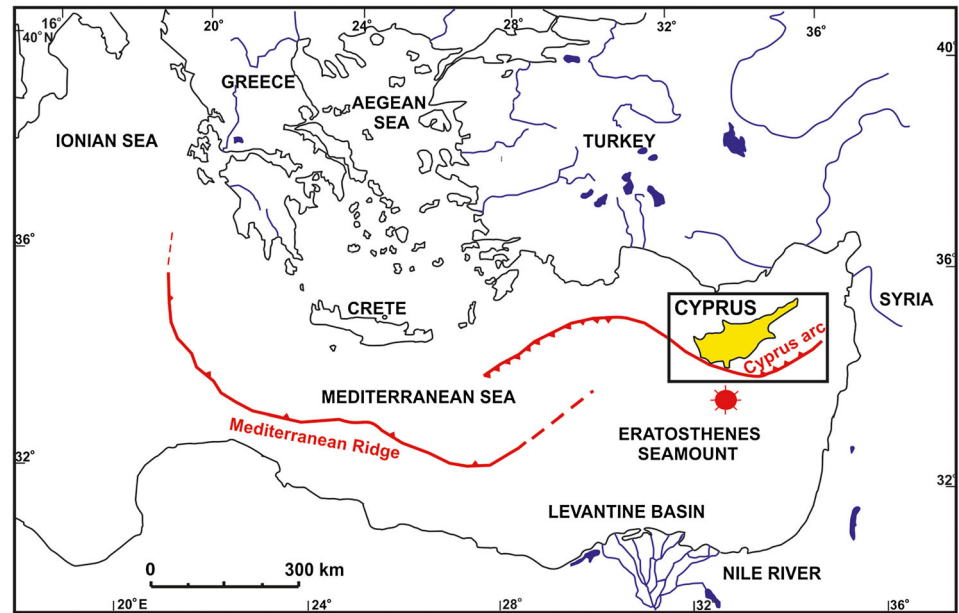 16°
20°
24°
28°
32°
36°
40°N
40°
GREECE
AEGEAN
SEA
IONIAN SEA
TURKEY
36°
36°
CRETE
CYPRUS
SYRIA
Cyprus arc
MEDITERRANEAN SEA
Mediterranean Ridge
ERATOSTHENES
SEAMOUNT
32°
32°
LEVANTINE BASIN
0
300 km
NILE RIVER
20°E
24°
28°
32°
36°